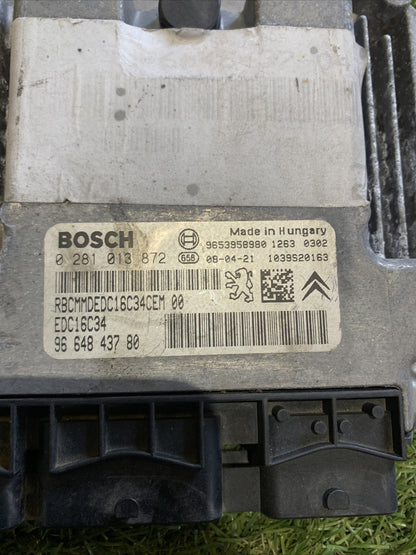 BOSCH
Made in Hungary
9653958980 1263 0302
0 281 013 872
658 08-04-21 1039S20163
RBCMMDEDC16C34CEM 00
EDC16C34
96 648 437 80